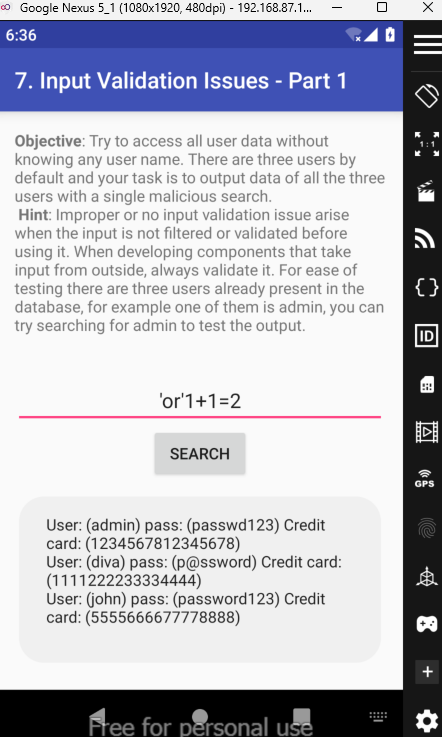 Google Nexus 5_1 (1080x1920, 480dpi) - 192.168.87.1...
6:36
7. Input Validation Issues - Part 1
Objective: Try to access all user data without
knowing any user name. There are three users by
default and your task is to output data of all the three
users with a single malicious search.
Hint: Improper or no input validation issue arise
when the input is not filtered or validated before
using it. When developing components that take
input from outside, always validate it. For ease of
testing there are three users already present in the
database, for example one of them is admin, you can
try searching for admin to test the output.
'or'1+1=2
SEARCH
User: (admin) pass: (passwd123) Credit
card: (1234567812345678)
User: (diva) pass: (p@ssword) Credit card:
(1111222233334444)
User: (john) pass: (password123) Credit
card: (5555666677778888)
Free for personal use
1:1
ID
GPS